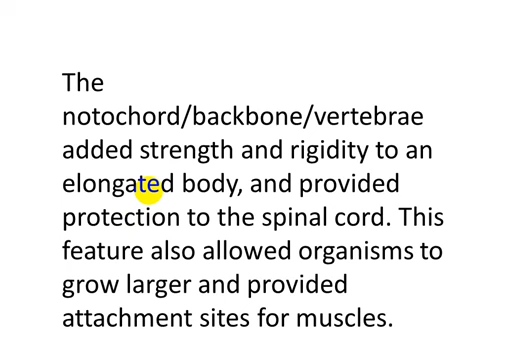 The
notochord/backbone/vertebrae
added strength and rigidity to an
elongated body, and provided
protection to the spinal cord. This
feature also allowed organisms to
grow larger and provided
attachment sites for muscles.